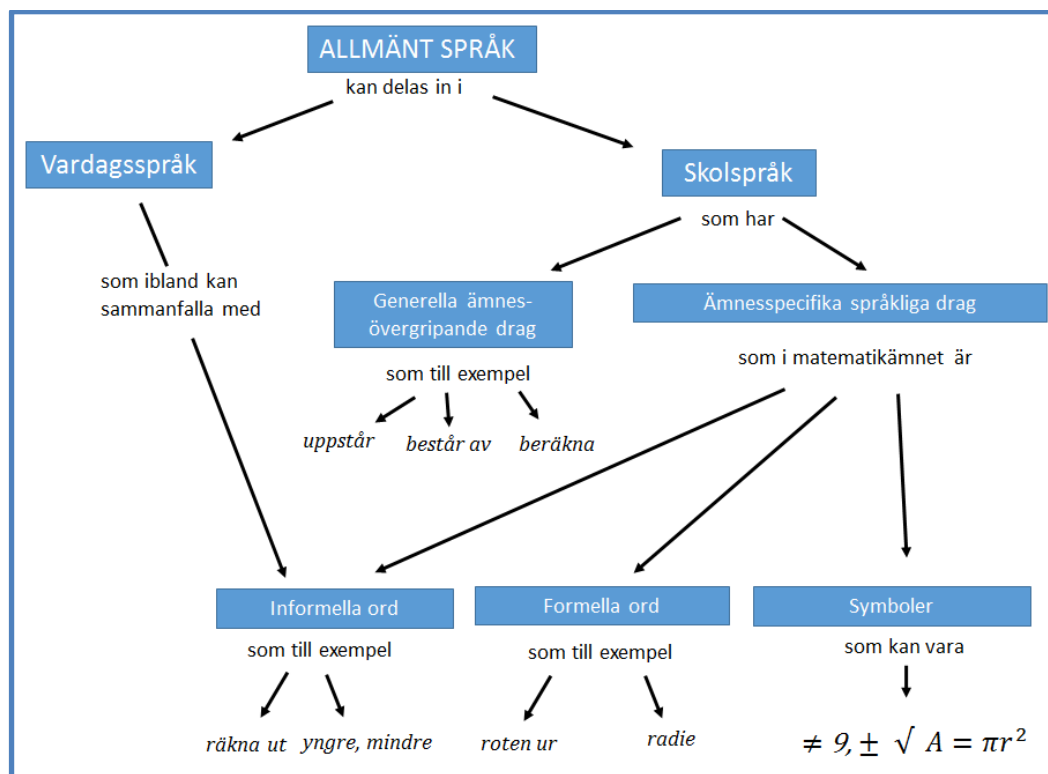 ALLMÄNT SPRÅK
kan delas in i
Vardagsspråk
Skolspråk
som har
som ibland kan
sammanfalla med
Generella ämnes-
övergripande drag
Ämnesspecifika språkliga drag
som till exempel
som i matematikämnet är
uppstår
består av
beräkna
Informella ord
Formella ord
Symboler
som till exempel
som till exempel
som kan vara
räkna ut
yngre, mindre
roten ur
radie
≠ 9, ± √ A = πr²